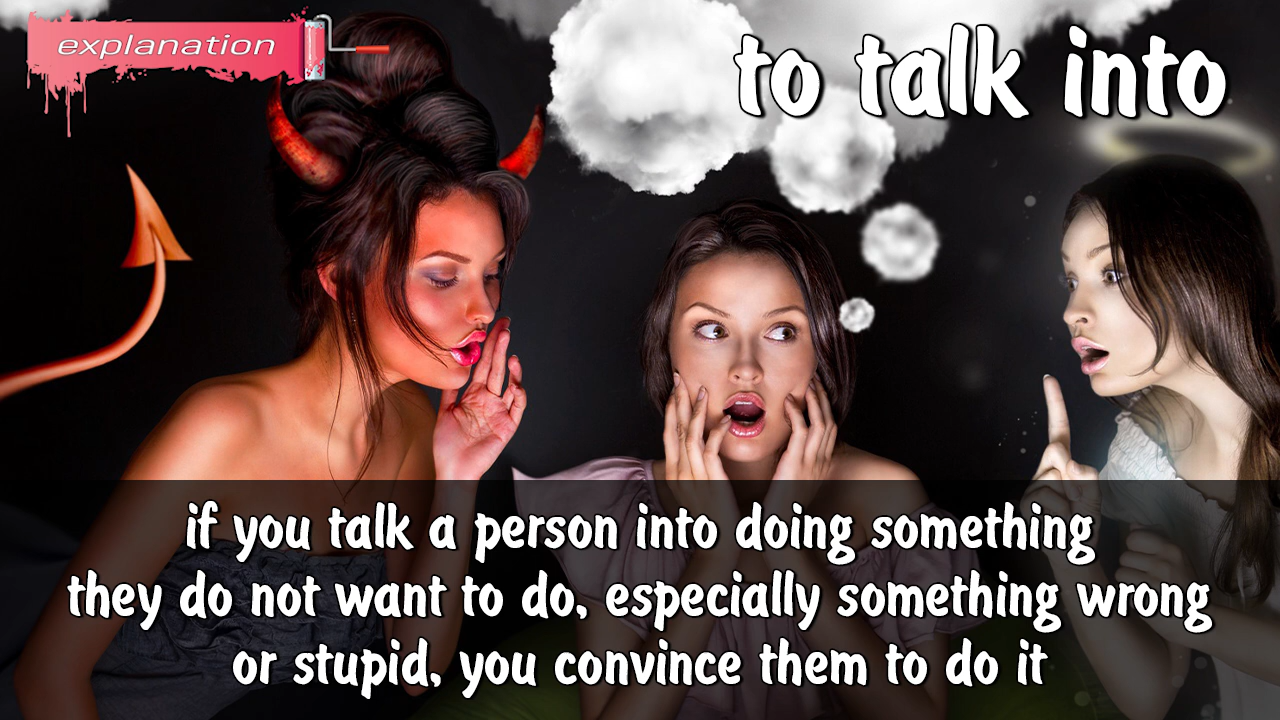 explanation
to talk into
if you talk a person into doing something
they do not want to do, especially something wrong
or stupid, you convince them to do it